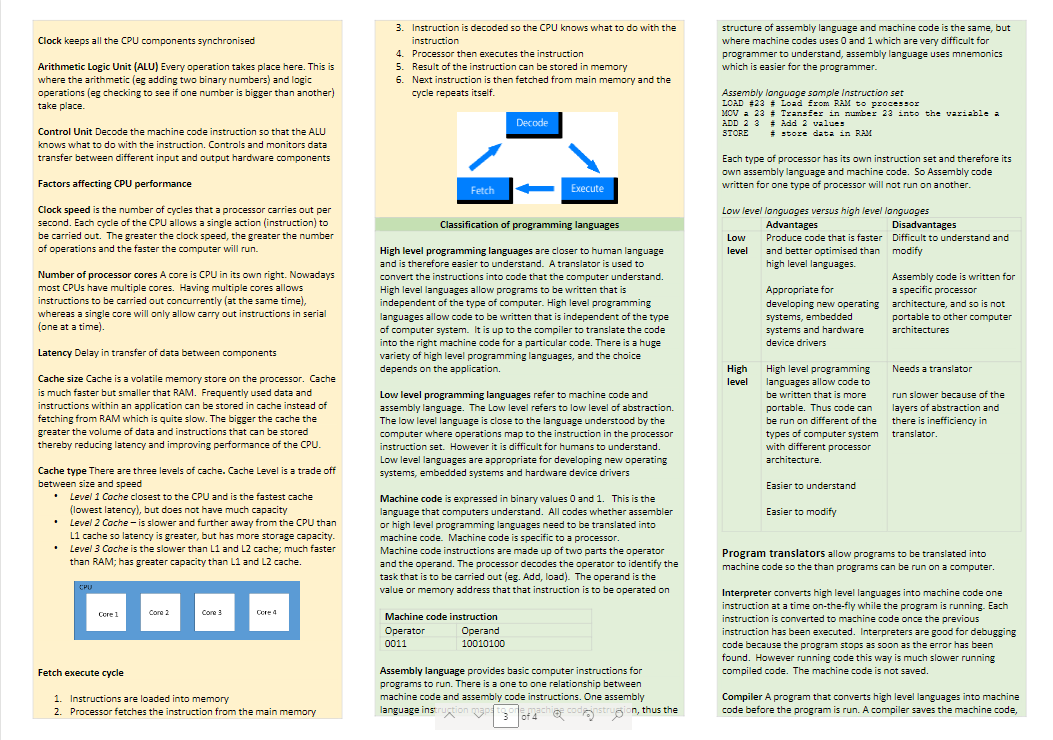 Clock keeps all the CPU components synchronised
Arithmetic Logic Unit (ALU) Every operation takes place here. This is
where the arithmetic (eg adding two binary numbers) and logic
operations (eg checking to see if one number is bigger than another)
take place.
Control Unit Decode the machine code instruction so that the ALU
knows what to do with the instruction. Controls and monitors data
transfer between different input and output hardware components
Factors affecting CPU performance
Clock speed is the number of cycles that a processor carries out per
second. Each cycle of the CPU allows a single action (instruction) to
be carried out. The greater the clock speed, the greater the number
of operations and the faster the computer will run.
Number of processor cores A core is CPU in its own right. Nowadays
most CPUs have multiple cores. Having multiple cores allows
instructions to be carried out concurrently (at the same time),
whereas a single core will only allow carry out instructions in serial
(one at a time).
Latency Delay in transfer of data between components
Cache size Cache is a volatile memory store on the processor. Cache
is much faster but smaller that RAM. Frequently used data and
instructions within an application can be stored in cache instead of
fetching from RAM which is quite slow. The bigger the cache the
greater the volume of data and instructions that can be stored
thereby reducing latency and improving performance of the CPU.
Cache type There are three levels of cache. Cache Level is a trade off
between size and speed
• Level 1 Cache closest to the CPU and is the fastest cache
(lowest latency), but does not have much capacity
• Level 2 Cache – is slower and further away from the CPU than
L1 cache so latency is greater, but has more storage capacity.
• Level 3 Cache is the slower than L1 and L2 cache; much faster
than RAM; has greater capacity than L1 and L2 cache.
CPU
Core 1 Core 2 Core 3 Core 4
Fetch execute cycle
1. Instructions are loaded into memory
2. Processor fetches the instruction from the main memory
3. Instruction is decoded so the CPU knows what to do with the
instruction
4. Processor then executes the instruction
5. Result of the instruction can be stored in memory
6. Next instruction is then fetched from main memory and the
cycle repeats itself.
Decode
Fetch Execute
Classification of programming languages
High level programming languages are closer to human language
and is therefore easier to understand. A translator is used to
convert the instructions into code that the computer understand.
High level languages allow programs to be written that is
independent of the type of computer. High level programming
languages allow code to be written that is independent of the type
of computer system. It is up to the compiler to translate the code
into the right machine code for a particular code. There is a huge
variety of high level programming languages, and the choice
depends on the application.
Low level programming languages refer to machine code and
assembly language. The Low level refers to low level of abstraction.
The low level language is close to the language understood by the
computer where operations map to the instruction in the processor
instruction set. However it is difficult for humans to understand.
Low level languages are appropriate for developing new operating
systems, embedded systems and hardware device drivers
Machine code is expressed in binary values 0 and 1. This is the
language that computers understand. All codes whether assembler
or high level programming languages need to be translated into
machine code. Machine code is specific to a processor.
Machine code instructions are made up of two parts the operator
and the operand. The processor decodes the operator to identify the
task that is to be carried out (eg. Add, load). The operand is the
value or memory address that that instruction is to be operated on
Machine code instruction
Operator Operand
0011 10010100
Assembly language provides basic computer instructions for
programs to run. There is a one to one relationship between
machine code and assembly code instructions. One assembly
language instruction maps to one machine code instruction, thus the
3 of 4
structure of assembly language and machine code is the same, but
where machine codes uses 0 and 1 which are very difficult for
programmer to understand, assembly language uses mnemonics
which is easier for the programmer.
Assembly language sample Instruction set
LOAD #23 # Load from RAM to processor
MOV a 23 # Transfer in number 23 into the variable a
ADD 2 3 # Add 2 values
STORE # store data in RAM
Each type of processor has its own instruction set and therefore its
own assembly language and machine code. So Assembly code
written for one type of processor will not run on another.
Low level languages versus high level languages
Advantages Disadvantages
Low Produce code that is faster Difficult to understand and
level and better optimised than modify
high level languages.
Assembly code is written for
Appropriate for a specific processor
developing new operating architecture, and so is not
systems, embedded portable to other computer
systems and hardware architectures
device drivers
High High level programming Needs a translator
level languages allow code to
be written that is more run slower because of the
portable. Thus code can layers of abstraction and
be run on different of the there is inefficiency in
types of computer system translator.
with different processor
architecture.
Easier to understand
Easier to modify
Program translators allow programs to be translated into
machine code so the than programs can be run on a computer.
Interpreter converts high level languages into machine code one
instruction at a time on-the-fly while the program is running. Each
instruction is converted to machine code once the previous
instruction has been executed. Interpreters are good for debugging
code because the program stops as soon as the error has been
found. However running code this way is much slower running
compiled code. The machine code is not saved.
Compiler A program that converts high level languages into machine
code before the program is run. A compiler saves the machine code,